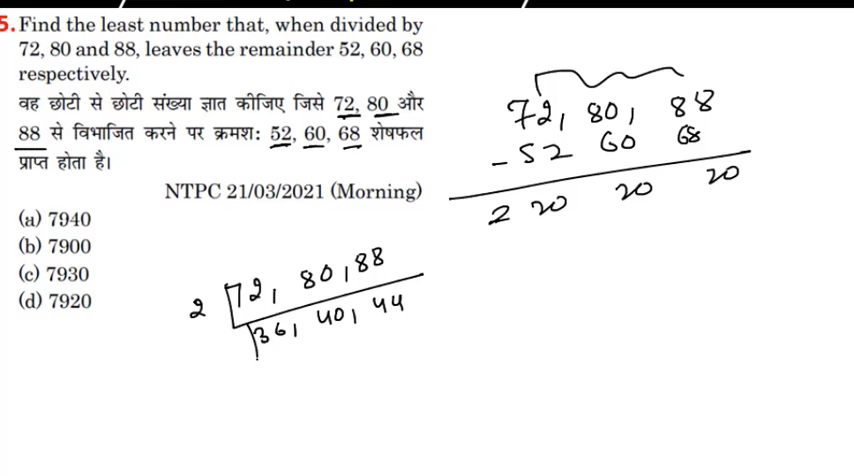 5. Find the least number that, when divided by
72, 80 and 88, leaves the remainder 52, 60, 68
respectively.
वह छोटी से छोटी संख्या ज्ञात कीजिए जिसे 72, 80 और
88 से विभाजित करने पर क्रमश: 52, 60, 68 शेषफल
प्राप्त होता है।
NTPC 21/03/2021 (Morning)
(a) 7940
(b) 7900
(c) 7930
(d) 7920
72, 80, 88
- 52 60 68
2 20 20 20
2 72, 80, 88
36, 40, 44